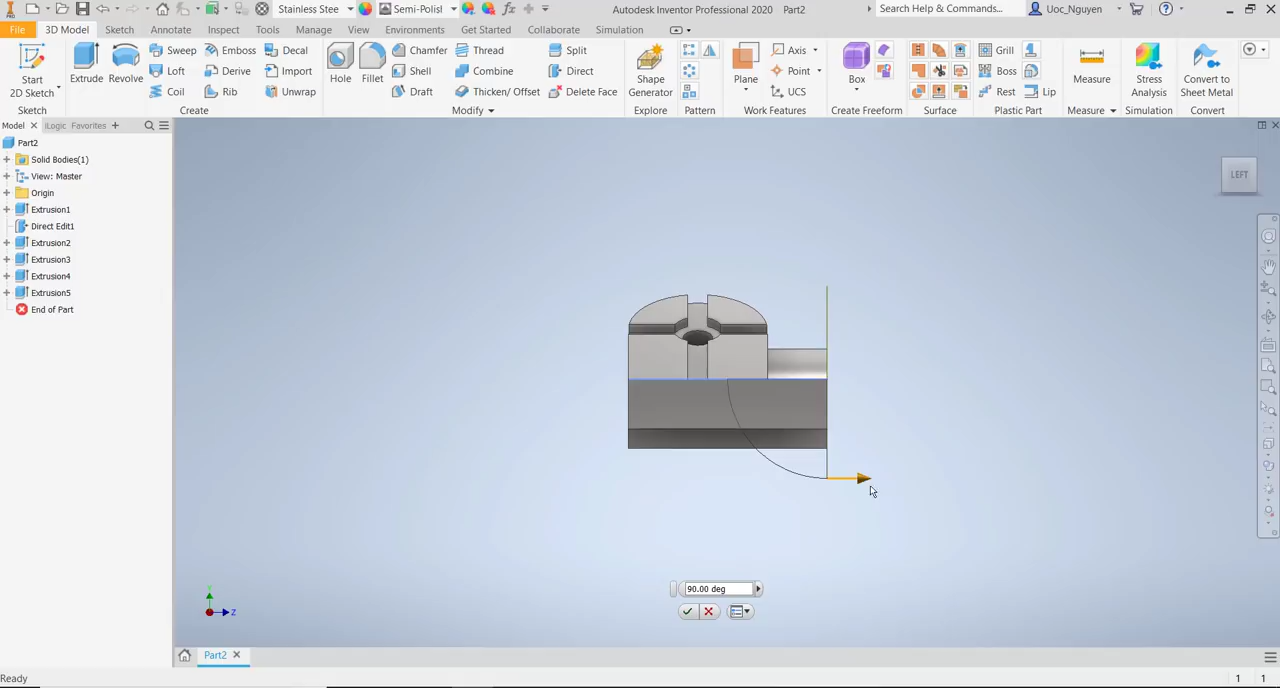 PRO
Stainless Stee
Semi-Polisl
fx
Autodesk Inventor Professional 2020 Part2
Search Help & Commands...
Uoc_Nguyen
File 3D Model Sketch Annotate Inspect Tools Manage View Environments Get Started Collaborate Simulation
Start
2D Sketch
Sketch
Extrude
Revolve
Sweep Emboss Decal
Loft Derive Import
Coil Rib Unwrap
Create
Hole
Fillet
Chamfer Thread Split
Shell Combine Direct
Draft Thicken/ Offset Delete Face
Modify
Shape
Generator
Explore
Pattern
Plane
Axis
Point
UCS
Work Features
Box
Create Freeform
Surface
Grill
Boss
Rest Lip
Plastic Part
Measure
Measure
Stress
Analysis
Simulation
Convert to
Sheet Metal
Convert
Model iLogic Favorites
Part2
Solid Bodies(1)
View: Master
Origin
Extrusion1
Direct Edit1
Extrusion2
Extrusion3
Extrusion4
Extrusion5
End of Part
LEFT
90.00 deg
Y
Z
Part2
Ready
1 1